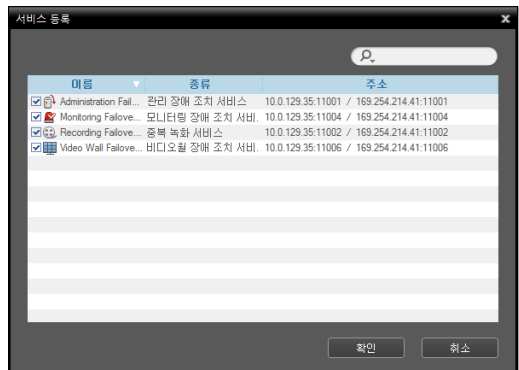 서비스 등록
이름 종류 주소
Administration Fail... 관리 장애 조치 서비스 10.0.129.35:11001 / 169.254.214.41:11001
Monitoring Failove... 모니터링 장애 조치 서비. 10.0.129.35:11004 / 169.254.214.41:11004
Recording Failove... 중복 녹화 서비스 10.0.129.35:11002 / 169.254.214.41:11002
Video Wall Failove... 비디오월 장애 조치 서비. 10.0.129.35:11006 / 169.254.214.41:11006
확인 취소